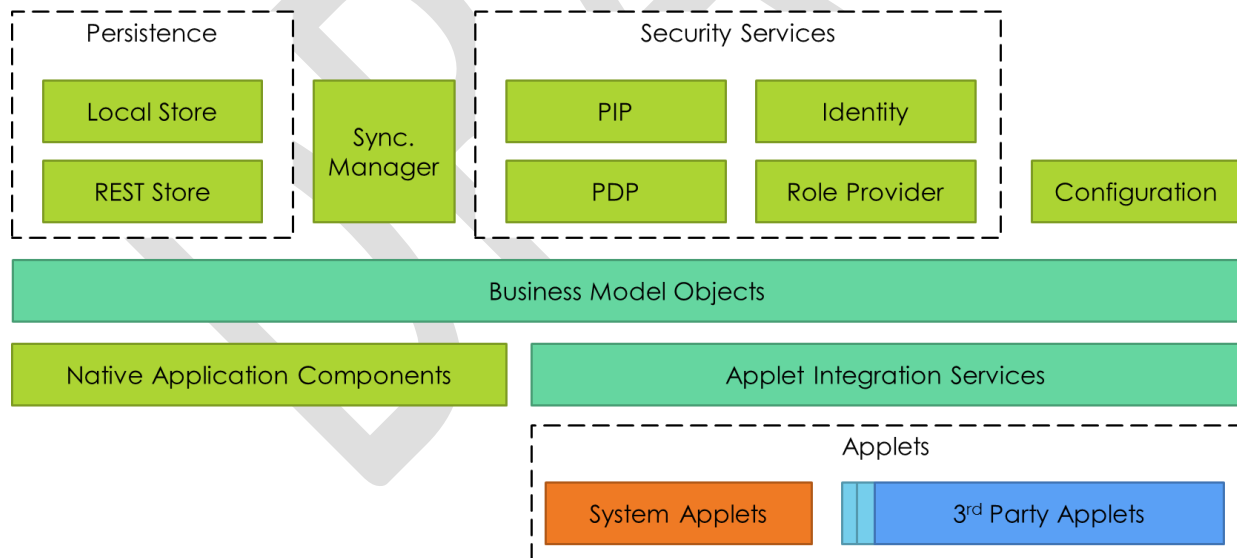 Persistence
Security Services
Local Store
Sync.
Manager
PIP
Identity
REST Store
PDP
Role Provider
Configuration
Business Model Objects
Native Application Components
Applet Integration Services
Applets
System Applets
3rd Party Applets